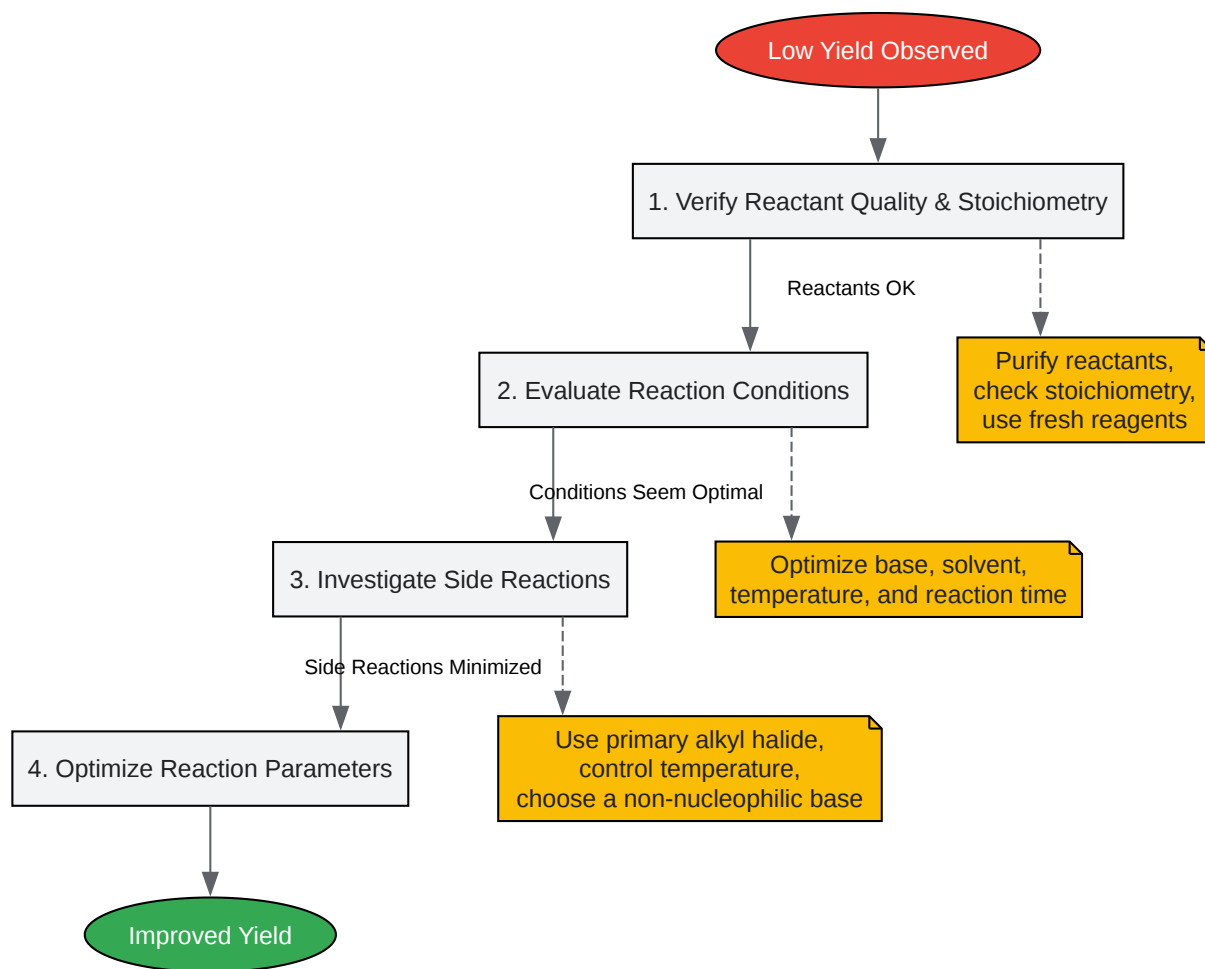 Low Yield Observed
1. Verify Reactant Quality & Stoichiometry
Reactants OK
Purify reactants,
check stoichiometry,
use fresh reagents
2. Evaluate Reaction Conditions
Conditions Seem Optimal
Optimize base, solvent,
temperature, and reaction time
3. Investigate Side Reactions
Side Reactions Minimized
Use primary alkyl halide,
control temperature,
choose a non-nucleophilic base
4. Optimize Reaction Parameters
Improved Yield